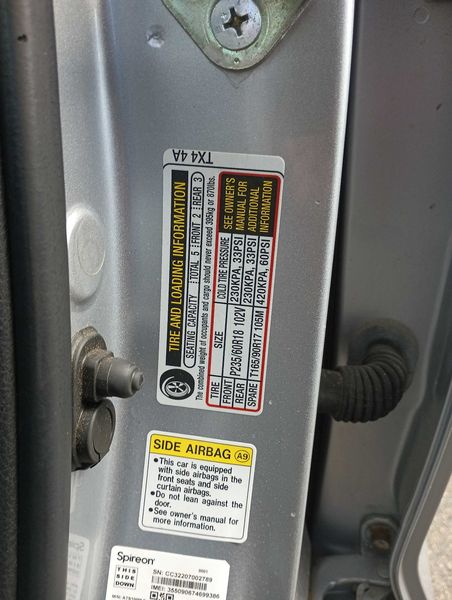 TX4 4A
TIRE AND LOADING INFORMATION
SEATING CAPACITY TOTAL 5 FRONT 2 REAR 3
The combined weight of occupants and cargo should never exceed 395kg or 870lbs.
TIRE SIZE COLD TIRE PRESSURE SEE OWNER'S MANUAL FOR ADDITIONAL INFORMATION
FRONT P235/60R18 102V 230KPA, 33PSI
REAR 230KPA, 33PSI
SPARE T165/90R17 105M 420KPA, 60PSI
SIDE AIRBAG A9
• This car is equipped
with side airbags in the
front seats and side
curtain airbags.
• Do not lean against the
door.
• See owner's manual for
more information.
Spireon
THIS
SIDE
DOWN
SN: CC32207002789
IMEI: 355090674699386